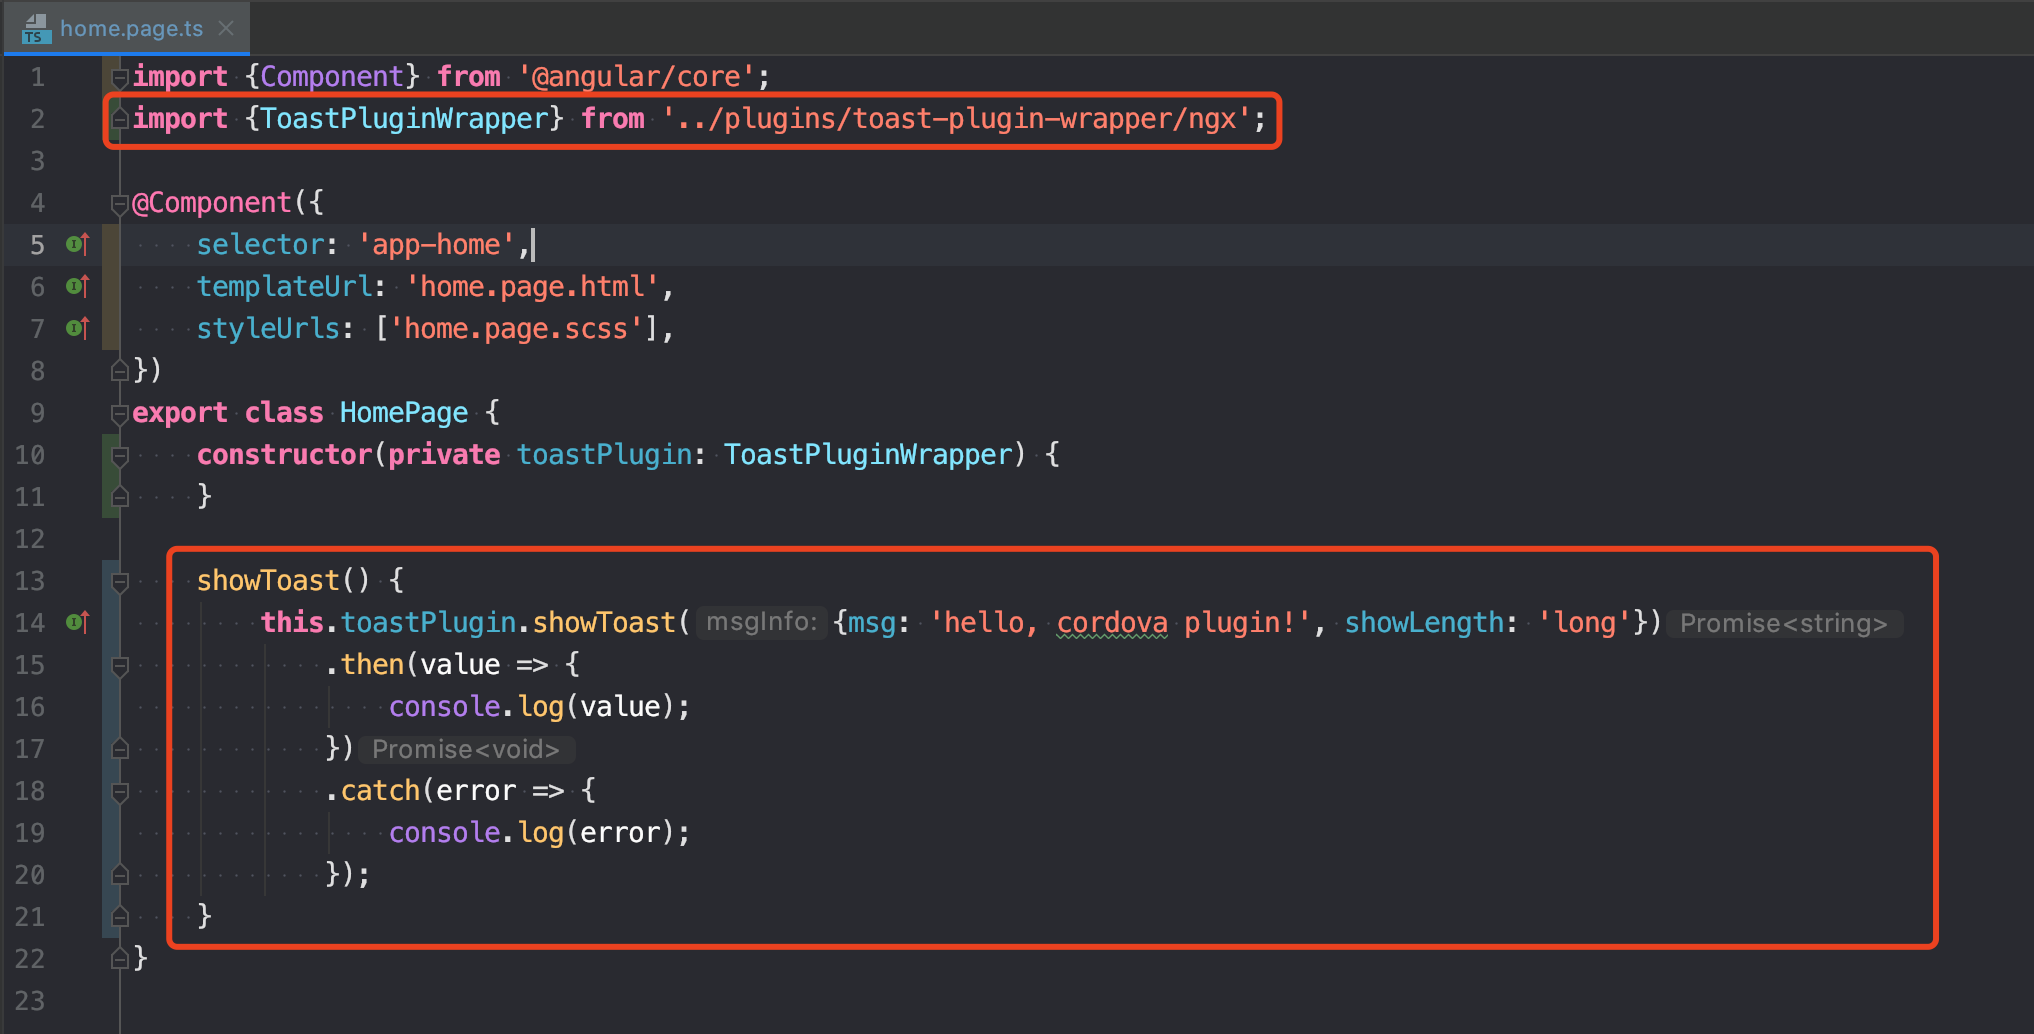 TS home.page.ts
1 import {Component} from '@angular/core';
2 import {ToastPluginWrapper} from '../plugins/toast-plugin-wrapper/ngx';
3
4 @Component({
5     selector: 'app-home',
6     templateUrl: 'home.page.html',
7     styleUrls: ['home.page.scss'],
8 })
9 export class HomePage {
10     constructor(private toastPlugin: ToastPluginWrapper) {
11     }
12
13     showToast() {
14         this.toastPlugin.showToast( msgInfo: {msg: 'hello, cordova plugin!', showLength: 'long'}) Promise<string>
15             .then(value => {
16                 console.log(value);
17             }) Promise<void>
18             .catch(error => {
19                 console.log(error);
20             });
21     }
22 }
23